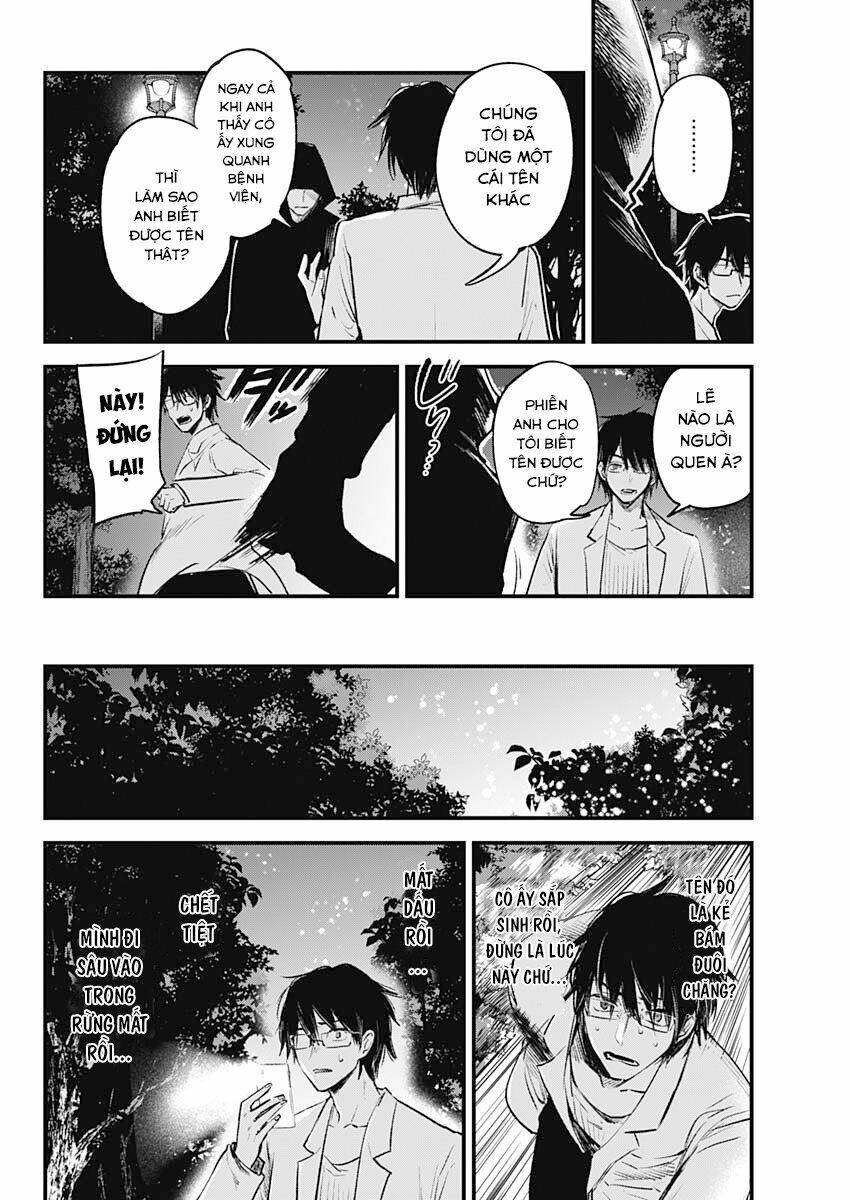 ………
CHÚNG
TÔI ĐÃ
DÙNG MỘT
CÁI TÊN
KHÁC
NGAY CẢ
KHI ANH
THẤY CÔ
ẤY XUNG
QUANH
BỆNH
VIỆN,
THÌ
LÀM SAO
ANH BIẾT
ĐƯỢC TÊN
THẬT?
LẼ
NÀO LÀ
NGƯỜI
QUEN À?
PHIỀN
ANH CHO
TÔI BIẾT
TÊN ĐƯỢC
CHỨ?
NÀY!
ĐỨNG
LẠI!
TÊN ĐÓ
LÀ KẺ
BÁM
ĐUÔI
CHĂNG?
CÔ ẤY SẮP
SINH RỒI,
ĐÚNG LÀ LÚC
NÀY CHỨ...
MẤT
DẤU RỒI
...
CHẾT
TIỆT
MÌNH ĐI
SÂU VÀO
TRONG
RỪNG MẤT
RỒI...